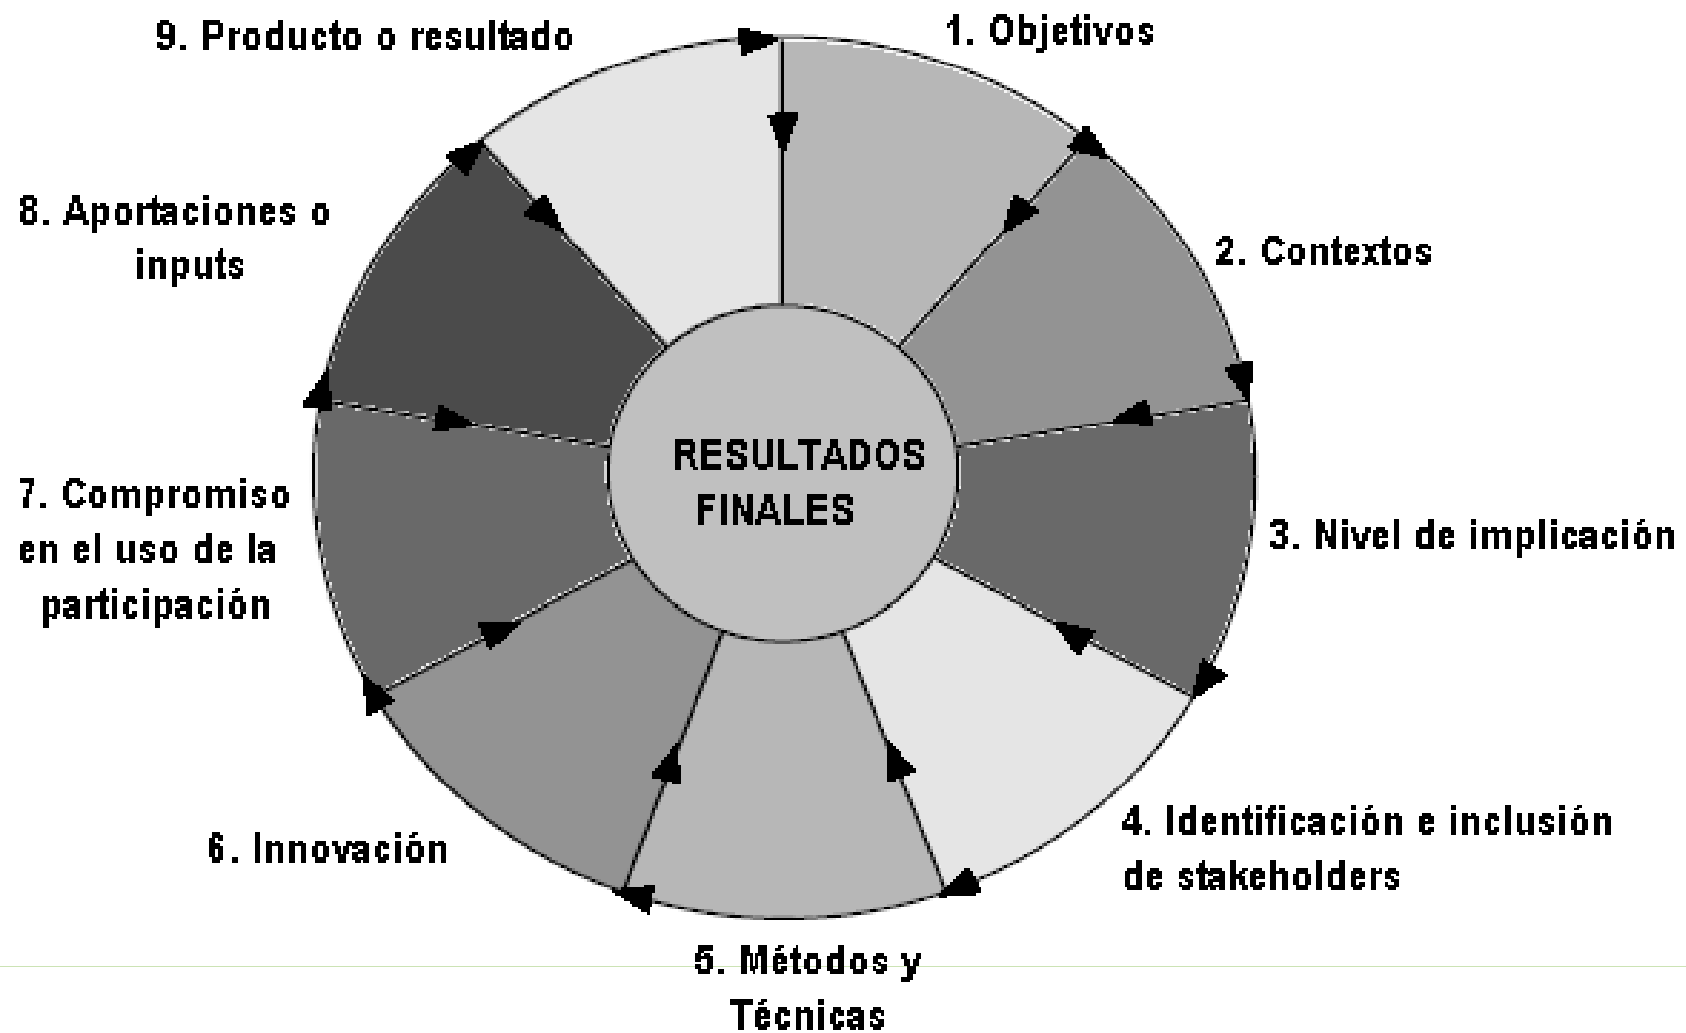 9. Producto o resultado
1. Objetivos
8. Aportaciones o
inputs
2. Contextos
RESULTADOS
FINALES
7. Compromiso
en el uso de la
participación
3. Nivel de implicación
6. Innovación
4. Identificación e inclusión
de stakeholders
5. Métodos y
Técnicas